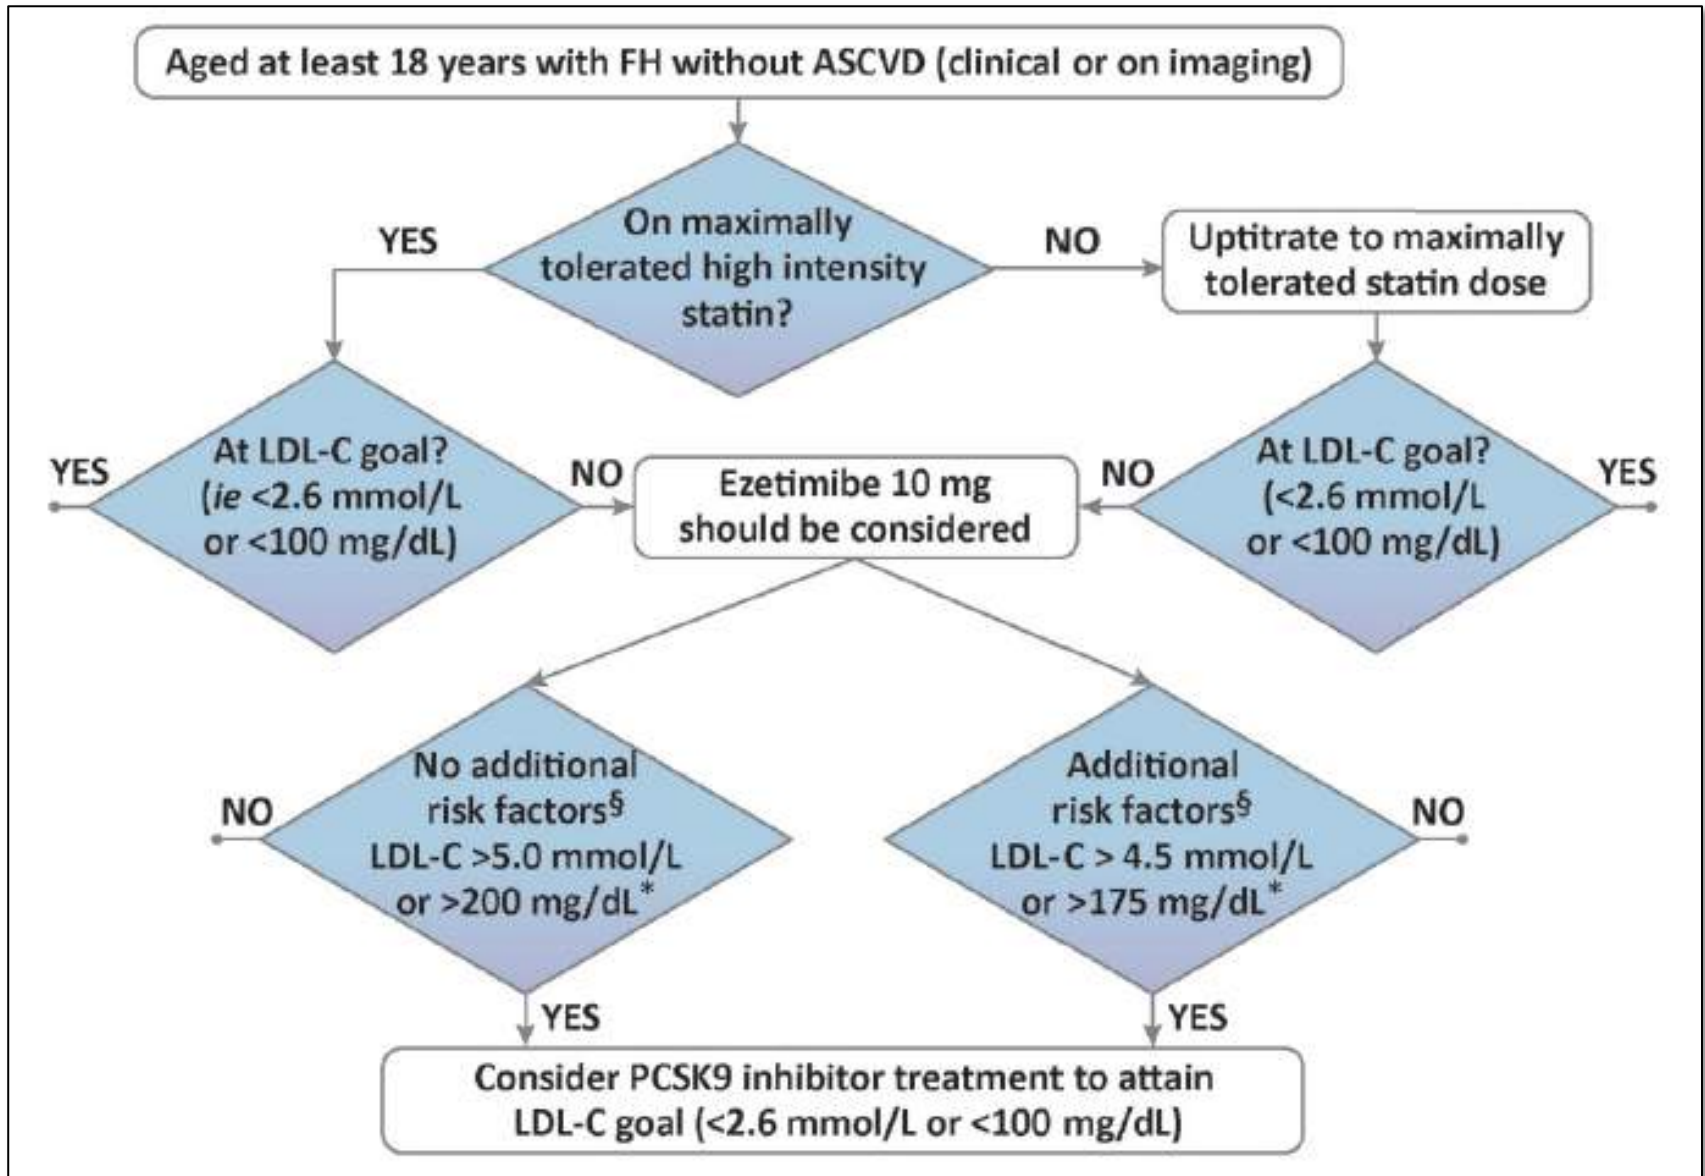 Aged at least 18 years with FH without ASCVD (clinical or on imaging)
On maximally
tolerated high intensity
statin?
YES
NO
Uptitrate to maximally
tolerated statin dose
At LDL-C goal?
(ie <2.6 mmol/L
or <100 mg/dL)
YES
NO
Ezetimibe 10 mg
should be considered
NO
At LDL-C goal?
(<2.6 mmol/L
or <100 mg/dL)
YES
No additional
risk factors§
LDL-C >5.0 mmol/L
or >200 mg/dL*
NO
YES
Additional
risk factors§
LDL-C > 4.5 mmol/L
or >175 mg/dL*
NO
YES
Consider PCSK9 inhibitor treatment to attain
LDL-C goal (<2.6 mmol/L or <100 mg/dL)